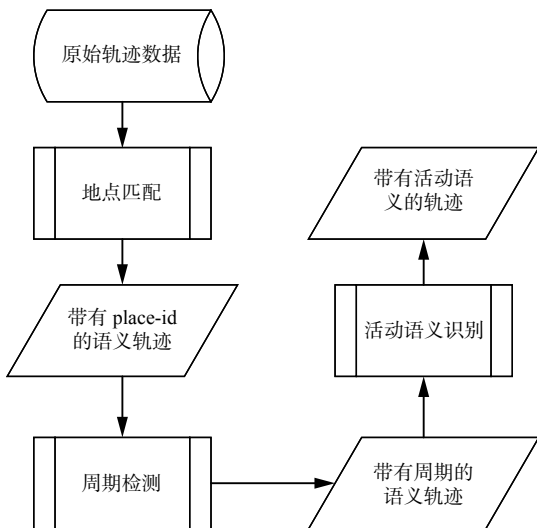 原始轨迹数据
地点匹配
带有 place-id
的语义轨迹
周期检测
带有周期的
语义轨迹
活动语义识别
带有活动语
义的轨迹